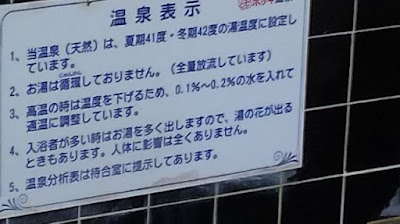 温泉表示
1、当温泉（天然）は、夏期41度・冬期42度の湯温度に設定し
ています。
じゅんかん
2、お湯は循環しておりません。（全量放流しています）
3、高温の時は温度を下げるため、0.1％〜0.2％の水を入れて
適温に調整しています。
4、入浴者が多い時はお湯を多く出しますので、湯の花が出る
ときもあります。人体に影響は全くありません。
5、温泉分析表は待合室に提示してあります。